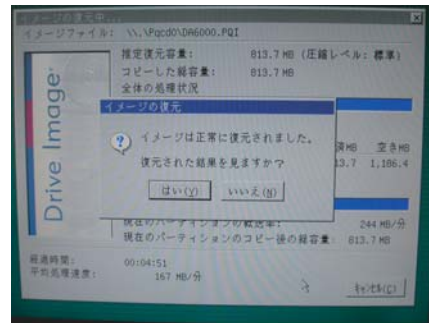 イメージの復元中...
イメージファイル: \\.\Pqcd0\DA6000.PQI
推定復元容量: 813.7 MB (圧縮レベル: 標準)
コピーした総容量: 813.7 MB
全体の処理状況
イメージの復元
イメージは正常に復元されました。
復元された結果を見ますか?
はい(Y) いいえ(N)
済MB 空きMB
13.7 1,186.4
現在のパーティションの転送率: 244 MB/分
現在のパーティションのコピー後の総容量: 813.7 MB
経過時間: 00:04:51
平均処理速度: 167 MB/分
キャンセル(C)
Drive Image